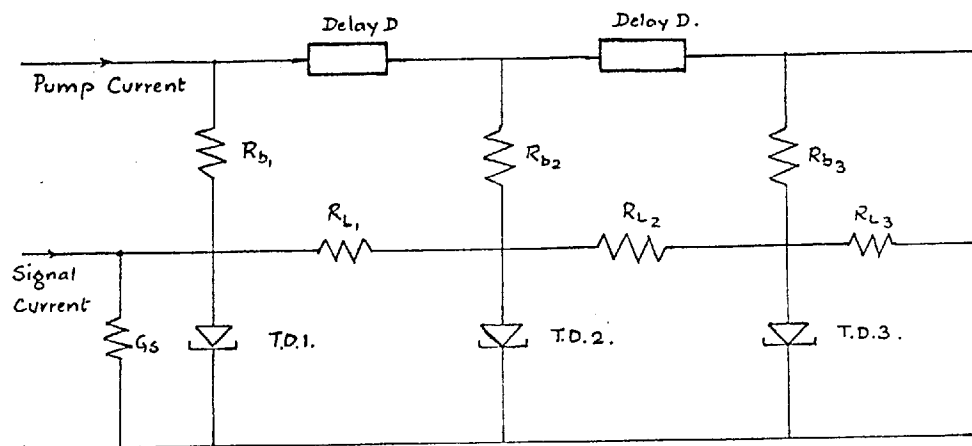 Delay D
Delay D.
Pump Current
Rb1
Rb2
Rb3
RL1
RL2
RL3
Signal
Current
Gs
T.D.1.
T.D.2.
T.D.3.